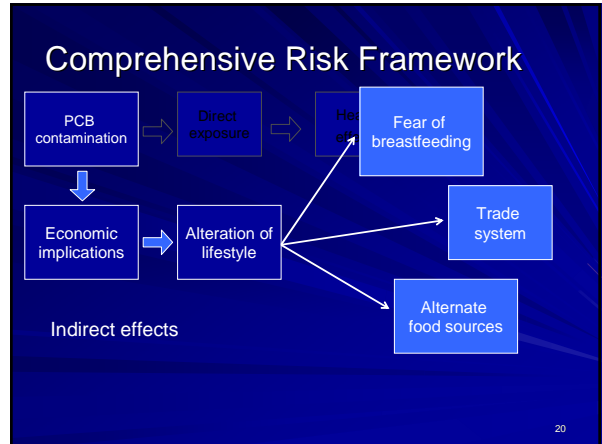 Comprehensive Risk Framework
PCB
contamination
Direct
exposure
Fear of
breastfeeding
Economic
implications
Alteration of
lifestyle
Trade
system
Alternate
food sources
Indirect effects
20